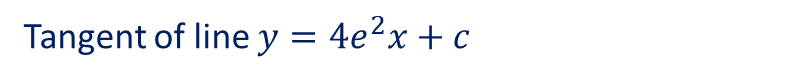 Tangent of line y = 4e²x + c